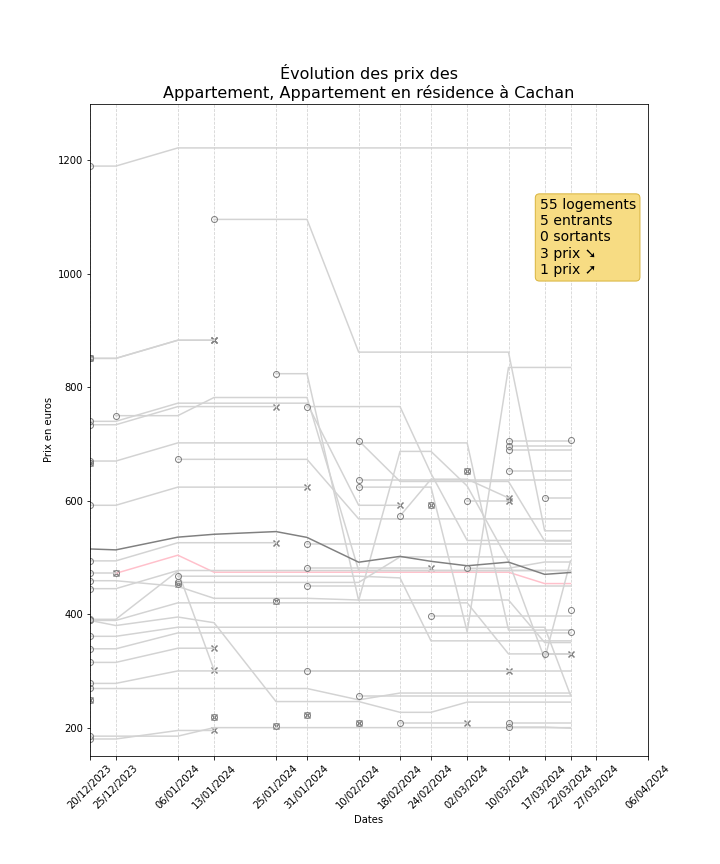 Évolution des prix des
Appartement, Appartement en résidence à Cachan
1200
1000
800
600
400
200
Prix en euros
55 logements
5 entrants
0 sortants
3 prix ↘
1 prix ↗
20/12/2023
25/12/2023
06/01/2024
13/01/2024
25/01/2024
31/01/2024
10/02/2024
18/02/2024
24/02/2024
02/03/2024
10/03/2024
17/03/2024
22/03/2024
27/03/2024
06/04/2024
Dates